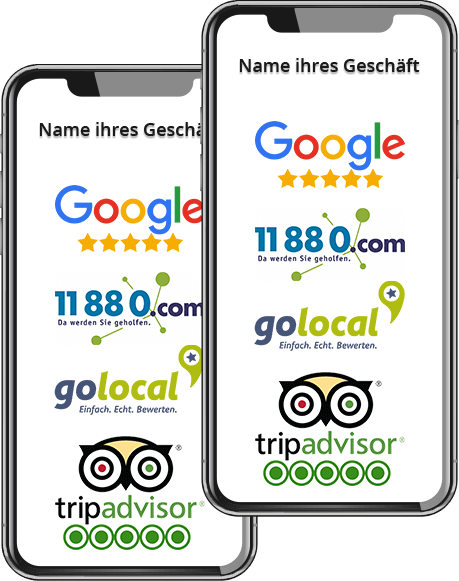 Name ihres Geschäft
Google
11880.com
Da werden Sie geholfen.
golocal
Einfach. Echt. Bewerten.
tripadvisor®
Name ihres Geschä
Google
11880.com
Da werden Sie geholfen.
golocal
Einfach. Echt. Bewerten.
tripadvisor®